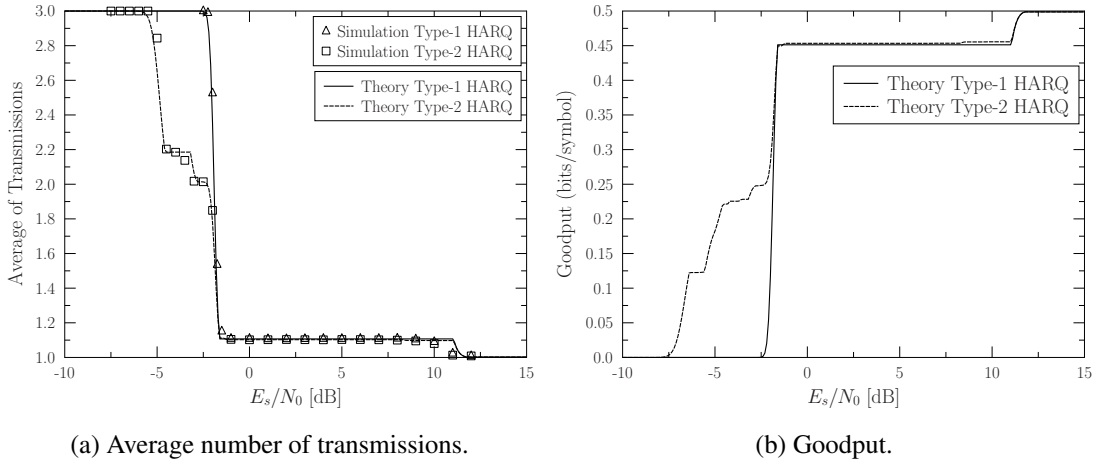 3.0
2.8
2.6
2.4
2.2
2.0
1.8
1.6
1.4
1.2
1.0
Average of Transmissions
Simulation Type-1 HARQ
Simulation Type-2 HARQ
Theory Type-1 HARQ
Theory Type-2 HARQ
-10 -5 0 5 10 15
E_s/N_0 [dB]
(a) Average number of transmissions.
0.5
0.45
0.4
0.35
0.3
0.25
0.2
0.15
0.1
0.05
0.0
Goodput (bits/symbol)
Theory Type-1 HARQ
Theory Type-2 HARQ
-10 -5 0 5 10 15
E_s/N_0 [dB]
(b) Goodput.